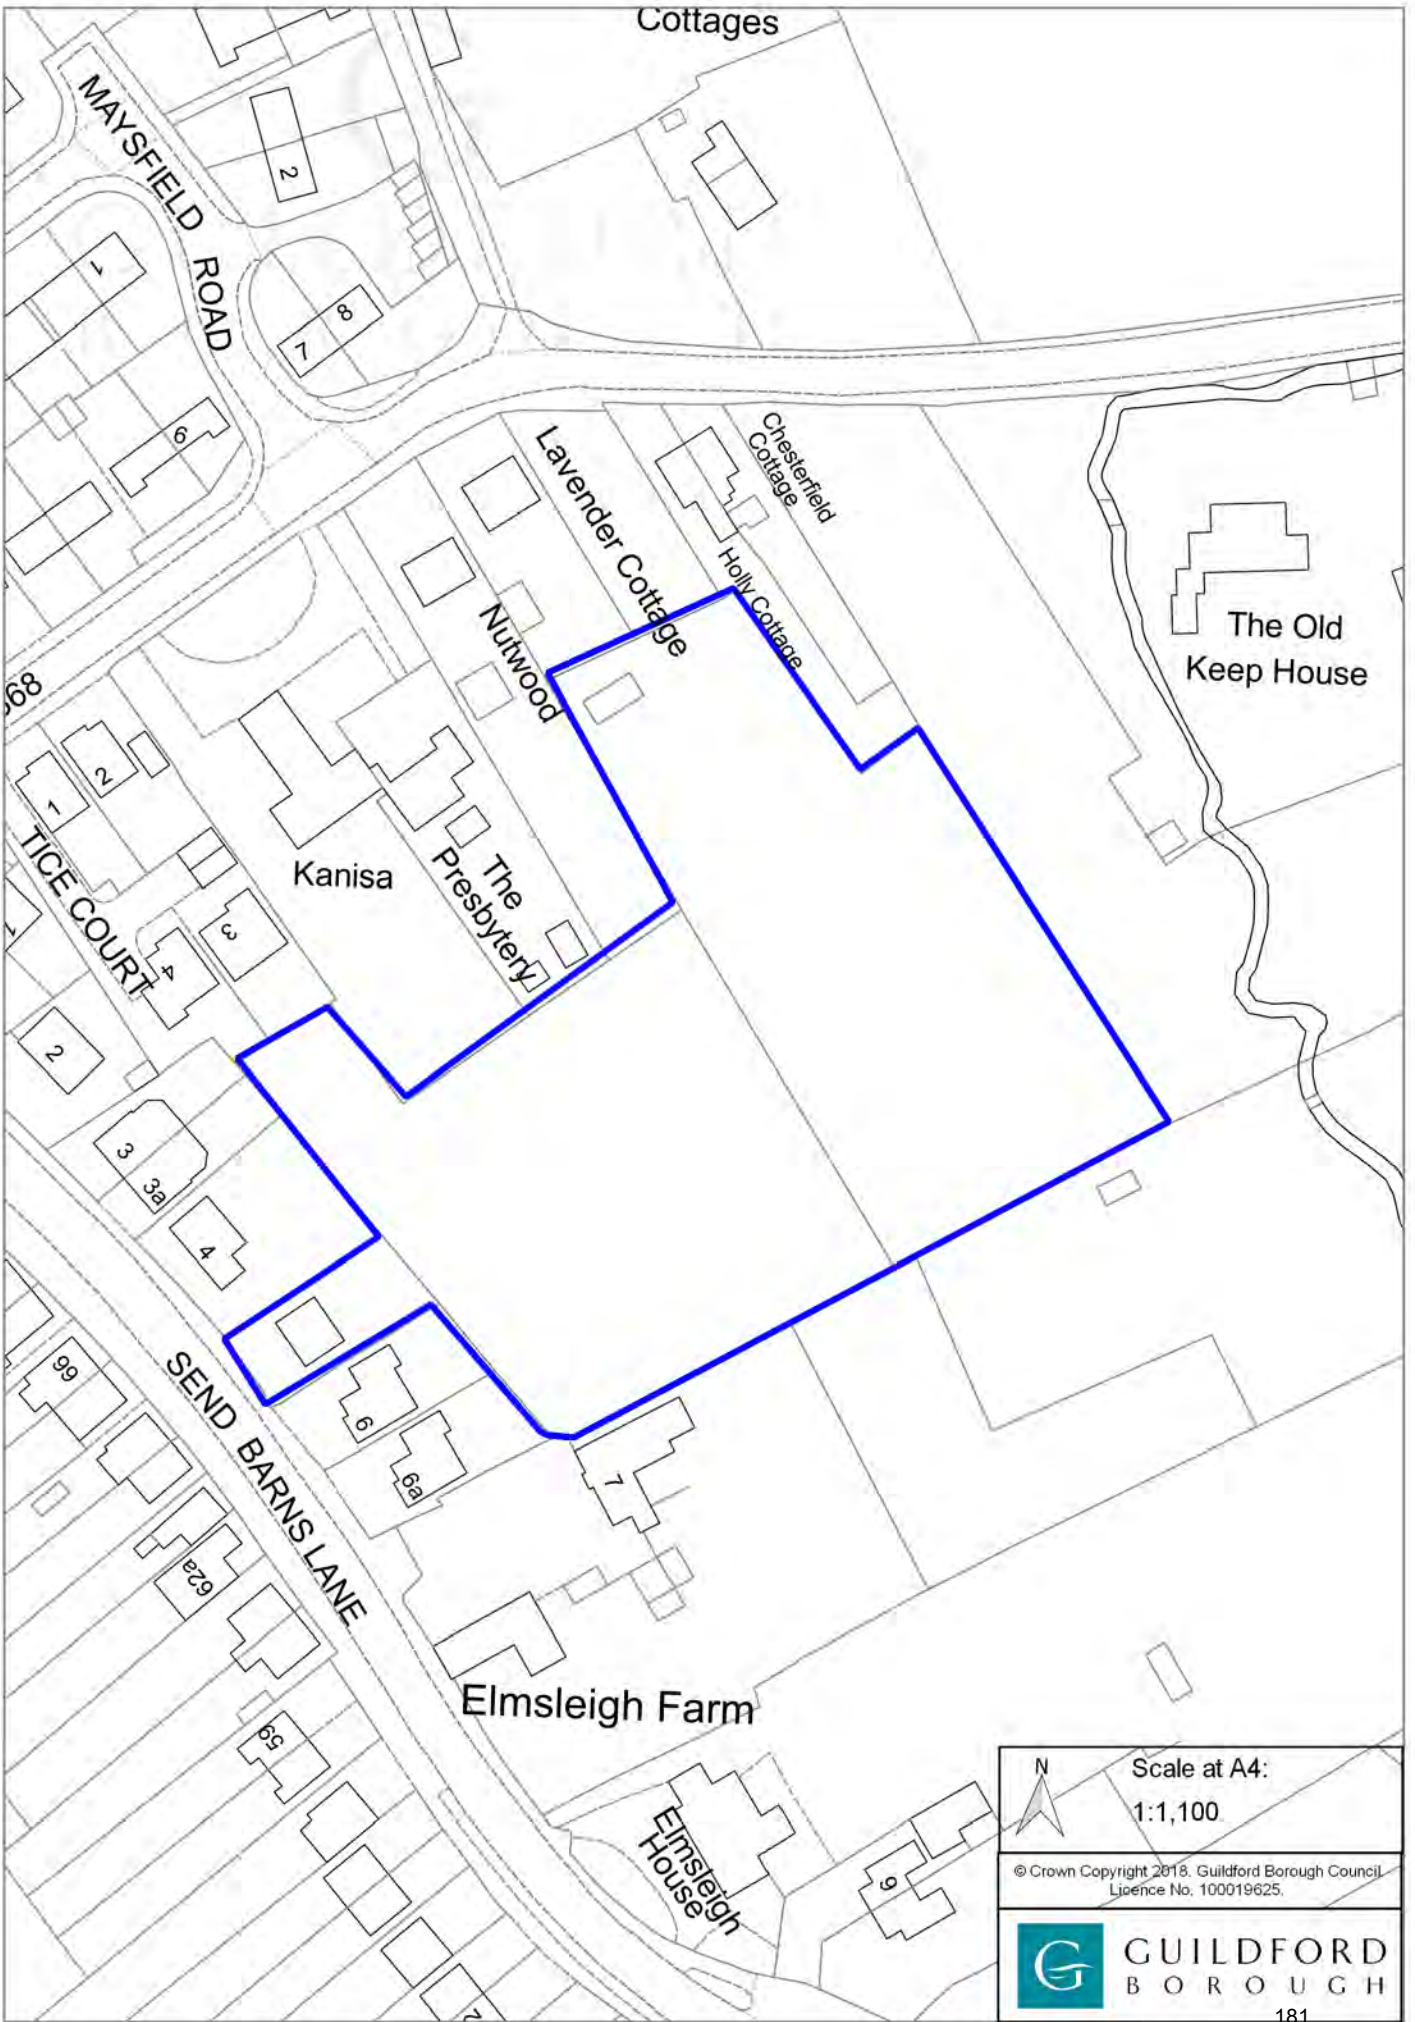 Cottages
MAYSFIELD ROAD
2
1
8
7
6
Lavender Cottage
Chesterfield
Cottage
Holly Cottage
Nutwood
The Old
Keep House
2
1
TICE COURT
Kanisa
The
Presbytery
3
4
2
3
3a
4
66
SEND BARNS LANE
6
6a
7
62a
Elmsleigh Farm
59
Elmsleigh
House
9
N
Scale at A4:
1:1,100
© Crown Copyright 2018. Guildford Borough Council
Licence No. 100019625.
G
GUILDFORD
BOROUGH
181